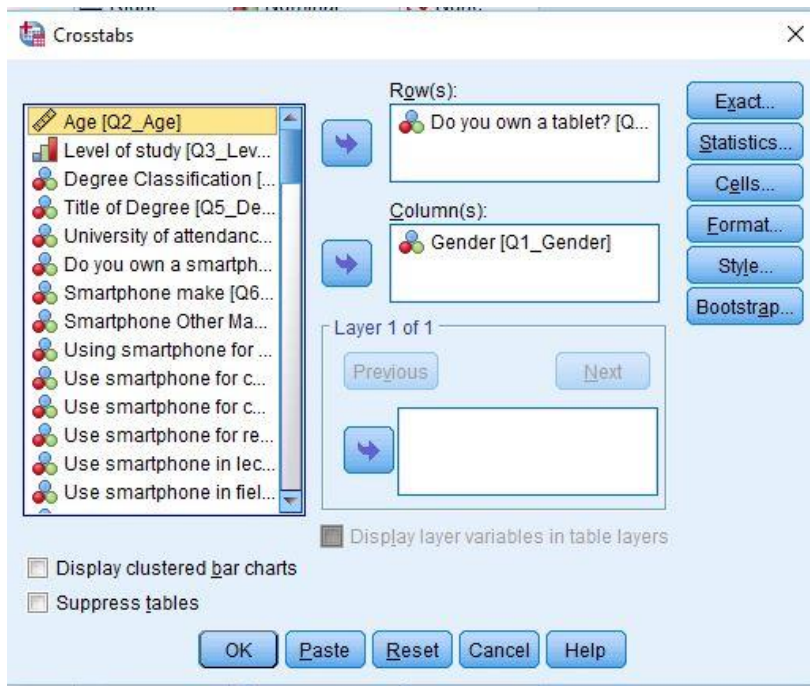 Crosstabs
Age [Q2_Age]
Level of study [Q3_Lev...
Degree Classification [...
Title of Degree [Q5_De...
University of attendanc...
Do you own a smartph...
Smartphone make [Q6...
Smartphone Other Ma...
Using smartphone for ...
Use smartphone for c...
Use smartphone for c...
Use smartphone for re...
Use smartphone in lec...
Use smartphone in fiel...
Row(s):
Do you own a tablet? [Q...
Column(s):
Gender [Q1_Gender]
Layer 1 of 1
Previous
Next
Display layer variables in table layers
Exact...
Statistics...
Cells...
Format...
Style...
Bootstrap...
Display clustered bar charts
Suppress tables
OK
Paste
Reset
Cancel
Help